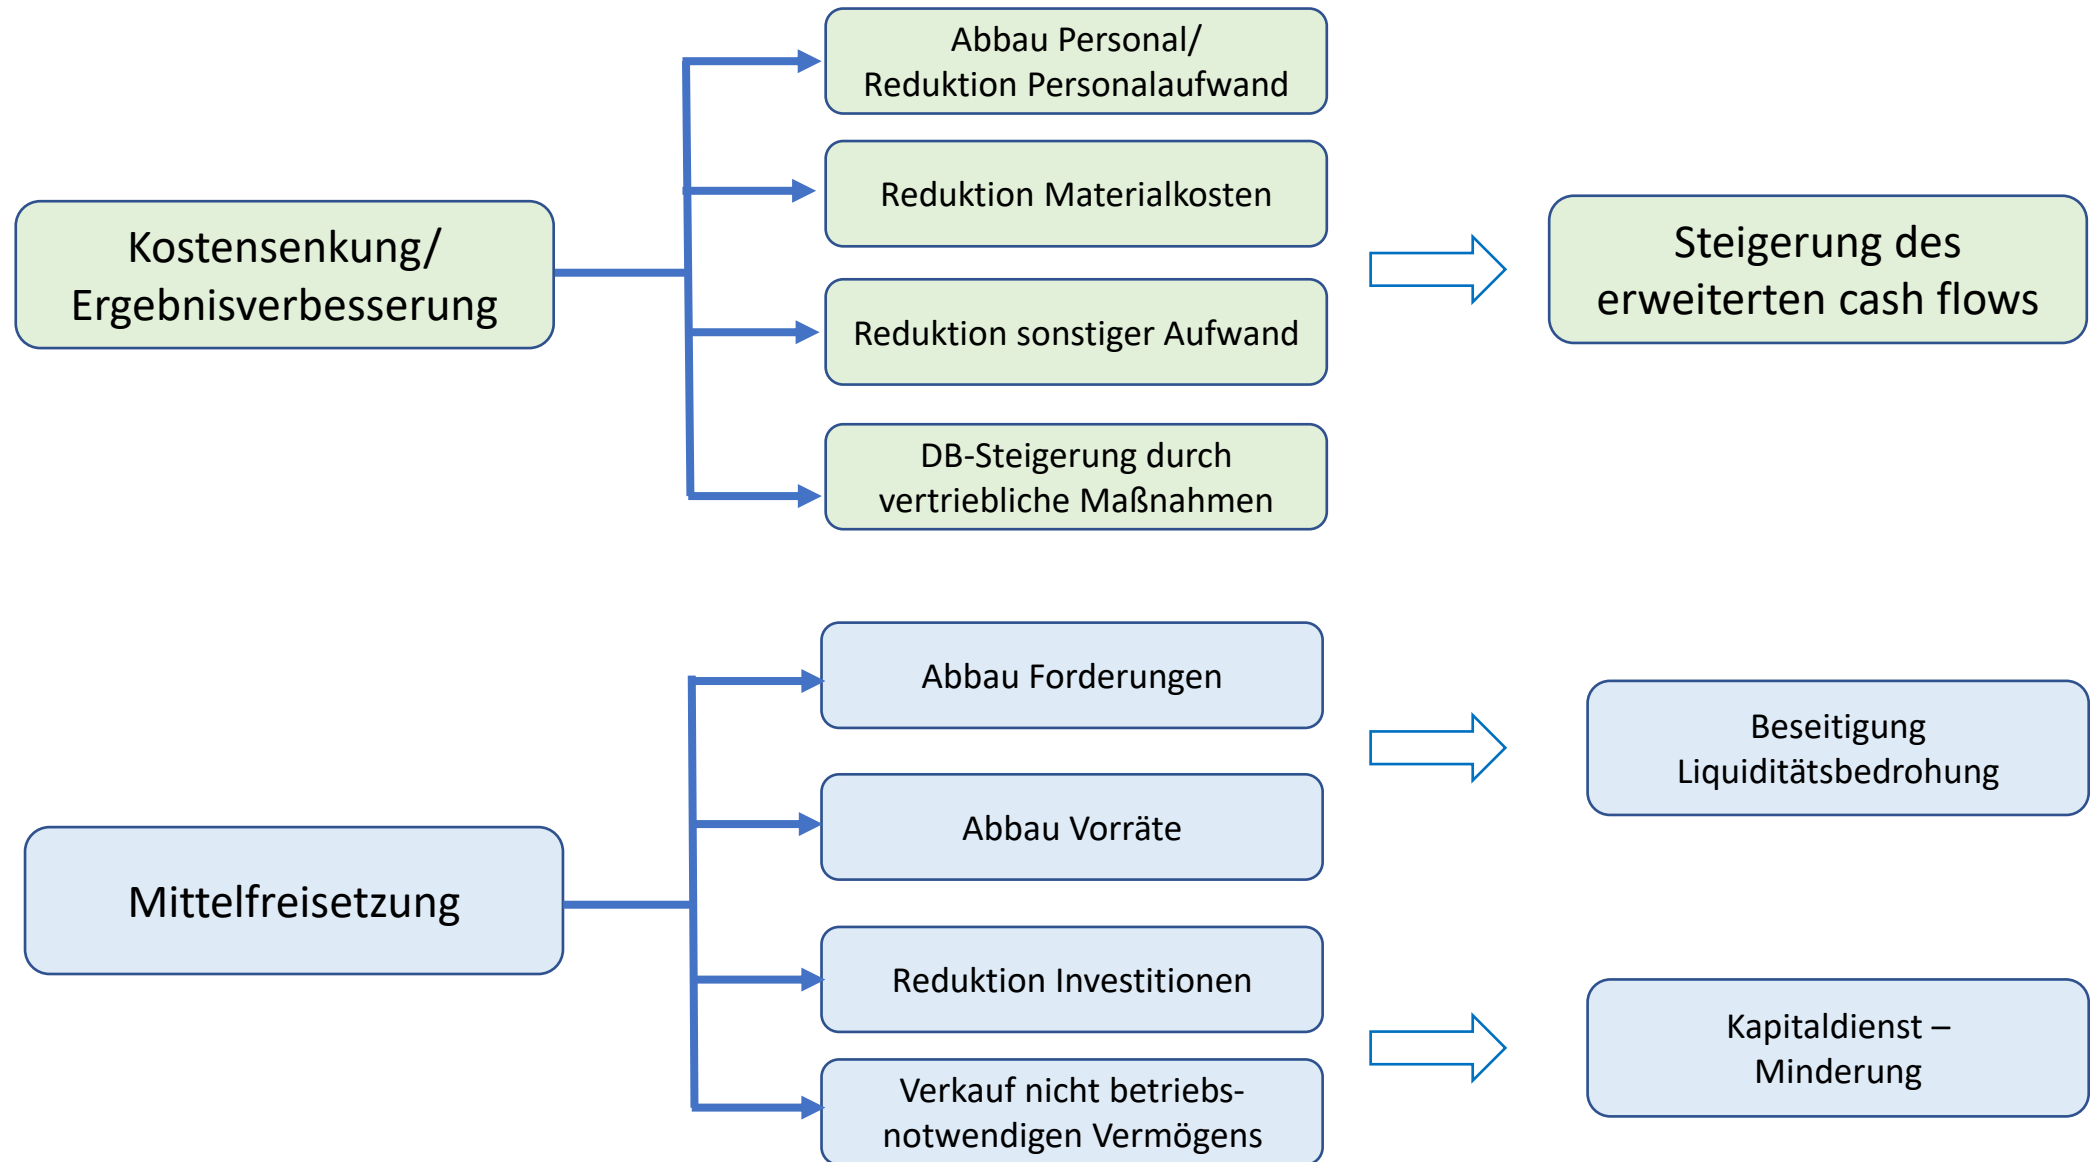 Kostensenkung/
Ergebnisverbesserung
Abbau Personal/
Reduktion Personalaufwand
Reduktion Materialkosten
Reduktion sonstiger Aufwand
DB-Steigerung durch
vertriebliche Maßnahmen
Steigerung des
erweiterten cash flows
Mittelfreisetzung
Abbau Forderungen
Abbau Vorräte
Reduktion Investitionen
Verkauf nicht betriebs-
notwendigen Vermögens
Beseitigung
Liquiditätsbedrohung
Kapitaldienst –
Minderung